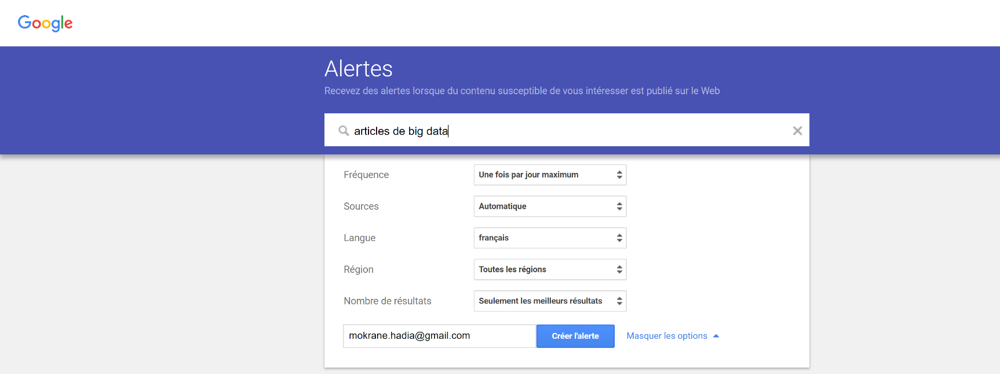 Google
Alertes
Recevez des alertes lorsque du contenu susceptible de vous intéresser est publié sur le Web
articles de big data
Fréquence Une fois par jour maximum
Sources Automatique
Langue français
Région Toutes les régions
Nombre de résultats Seulement les meilleurs résultats
mokrane.hadia@gmail.com Créer l'alerte Masquer les options